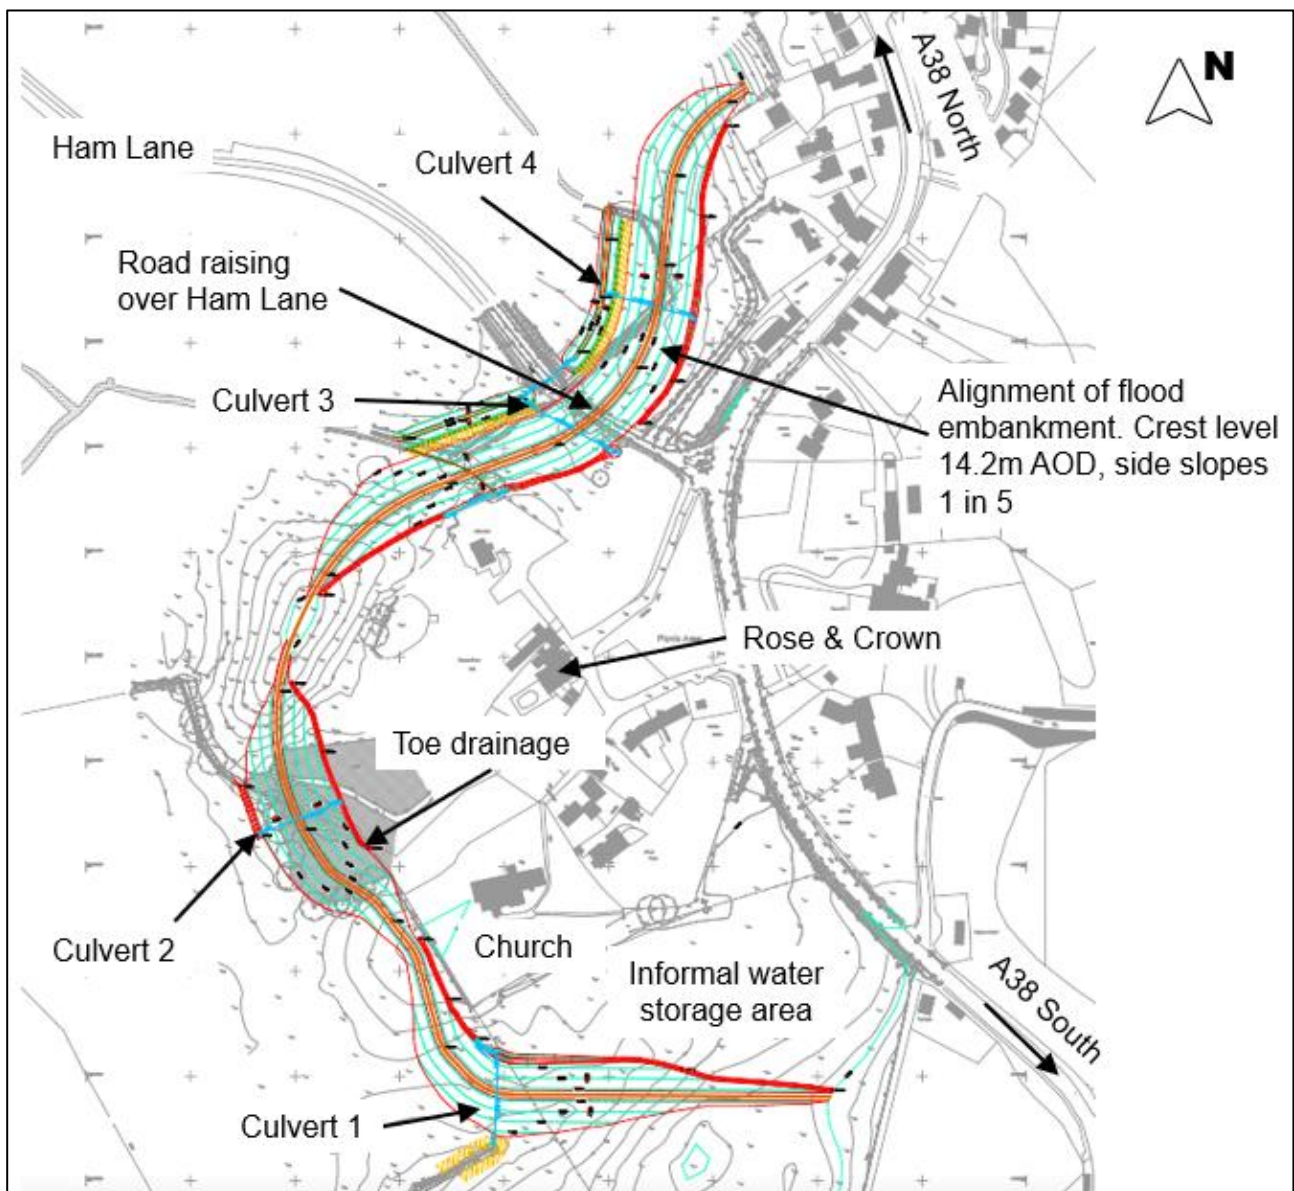 N
A38 North
Ham Lane
Culvert 4
Road raising
over Ham Lane
Culvert 3
Alignment of flood
embankment. Crest level
14.2m AOD, side slopes
1 in 5
Rose & Crown
Toe drainage
Culvert 2
Church
Informal water
storage area
A38 South
Culvert 1